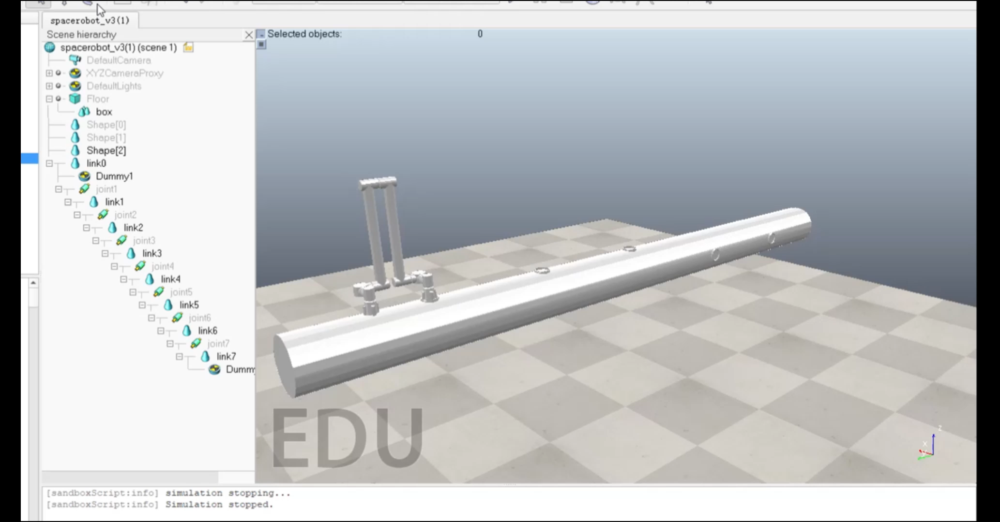 spacerobot_v3(1)
Scene hierarchy
Selected objects: 0
spacerobot_v3(1) (scene 1)
DefaultCamera
XYZCameraProxy
DefaultLights
Floor
box
Shape[0]
Shape[1]
Shape[2]
link0
Dummy1
joint1
link1
joint2
link2
joint3
link3
joint4
link4
joint5
link5
joint6
link6
joint7
link7
Dummy
EDU
z
x
[sandboxScript:info] simulation stopping...
[sandboxScript:info] Simulation stopped.